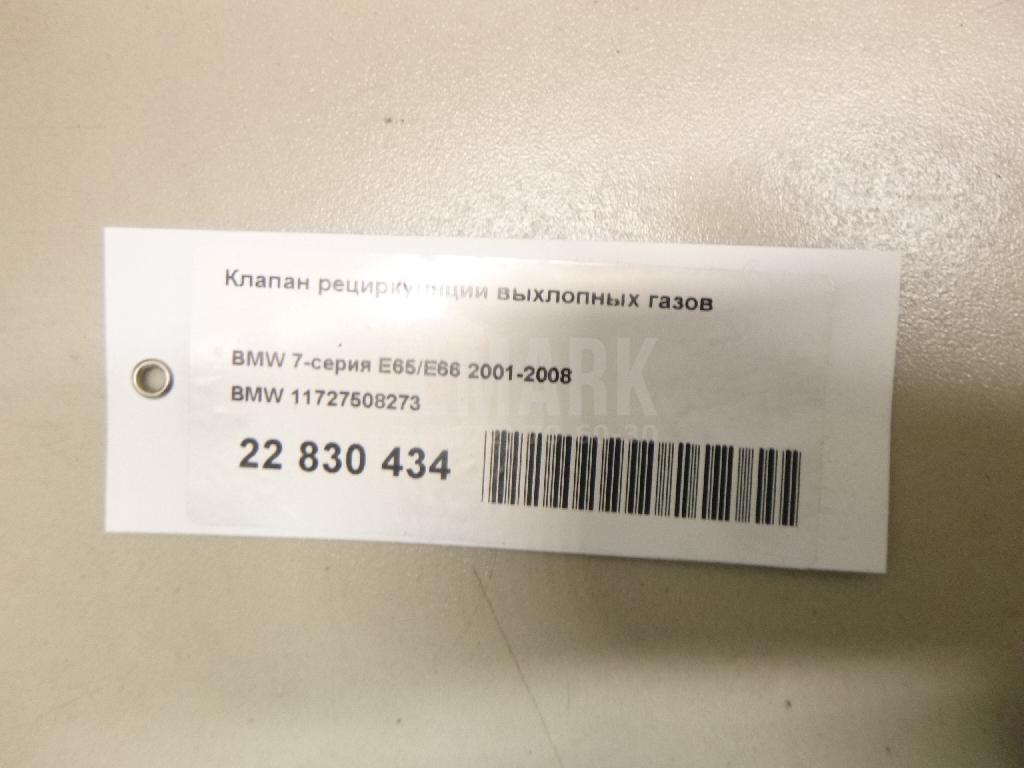 Клапан рециркуляции выхлопных газов
BMW 7-серия E65/E66 2001-2008
BMW 11727508273
22 830 434